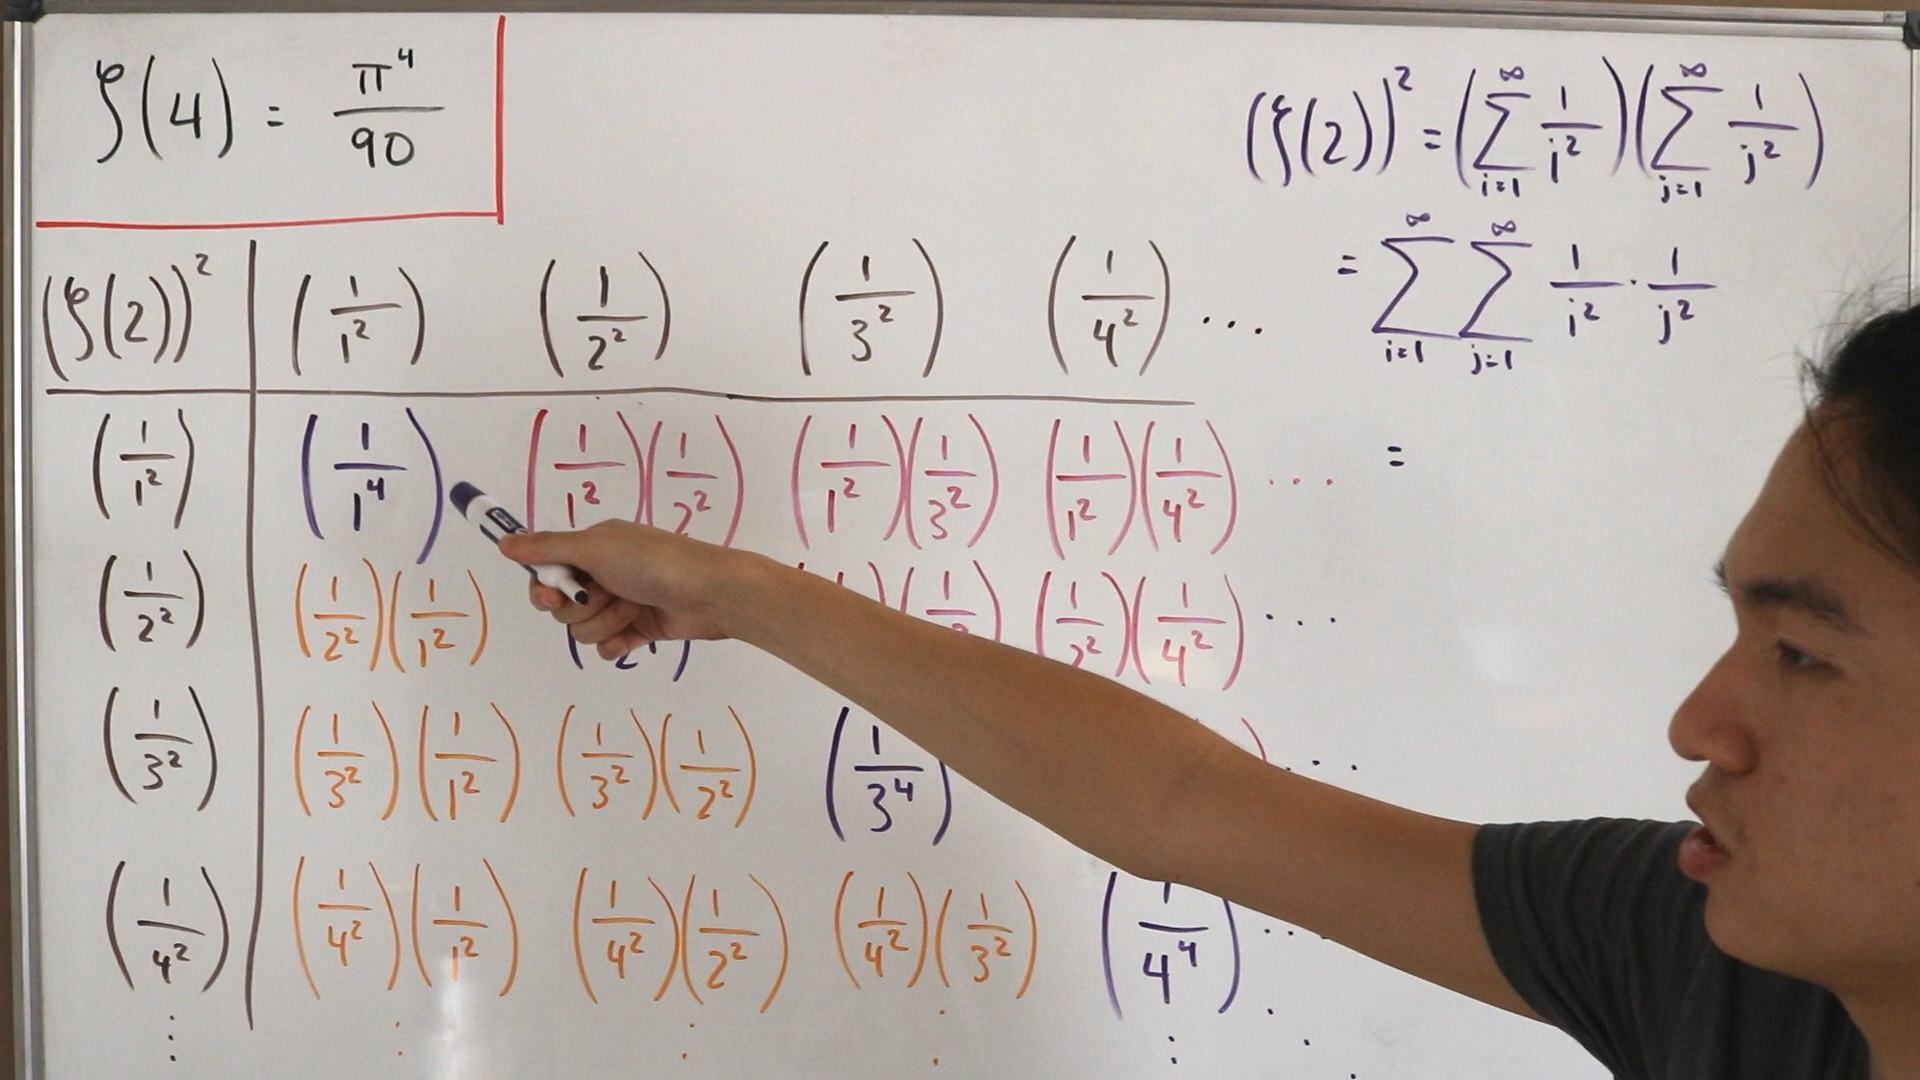 ζ(4) = π⁴/90
(ζ(2))² = (∑_{i=1}^{∞} 1/i²)(∑_{j=1}^{∞} 1/j²)
= ∑_{i=1}^{∞} ∑_{j=1}^{∞} 1/i² · 1/j²
=
(ζ(2))² (1/1²) (1/2²) (1/3²) (1/4²) ...
(1/1²) (1/1⁴) (1/1²)(1/2²) (1/1²)(1/3²) (1/1²)(1/4²) ...
(1/2²) (1/2²)(1/1²) (1/2²)(1/4²) ...
(1/3²) (1/3²)(1/1²) (1/3²)(1/2²) (1/3⁴) ...
(1/4²) (1/4²)(1/1²) (1/4²)(1/2²) (1/4²)(1/3²) (1/4⁴) ...